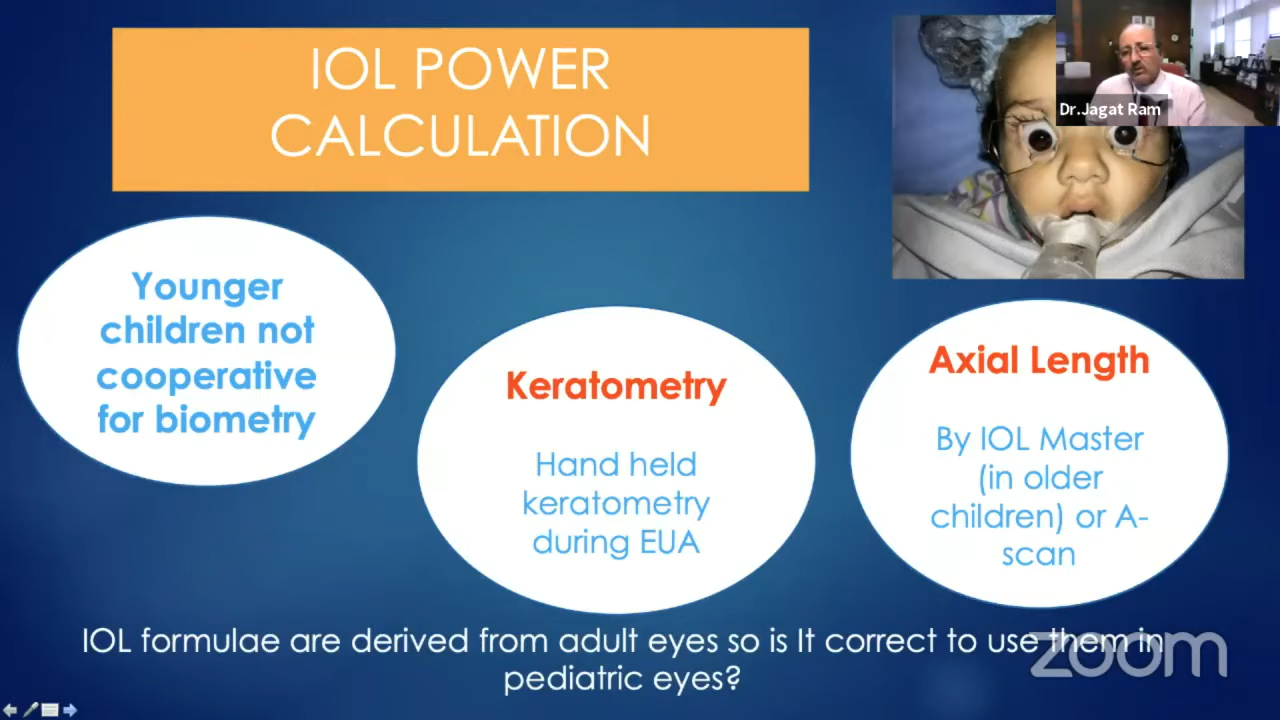 IOL POWER
CALCULATION
Dr.Jagat Ram
Younger
children not
cooperative
for biometry
Keratometry
Hand held
keratometry
during EUA
Axial Length
By IOL Master
(in older
children) or A-
scan
IOL formulae are derived from adult eyes so is It correct to use them in
pediatric eyes?
zoom